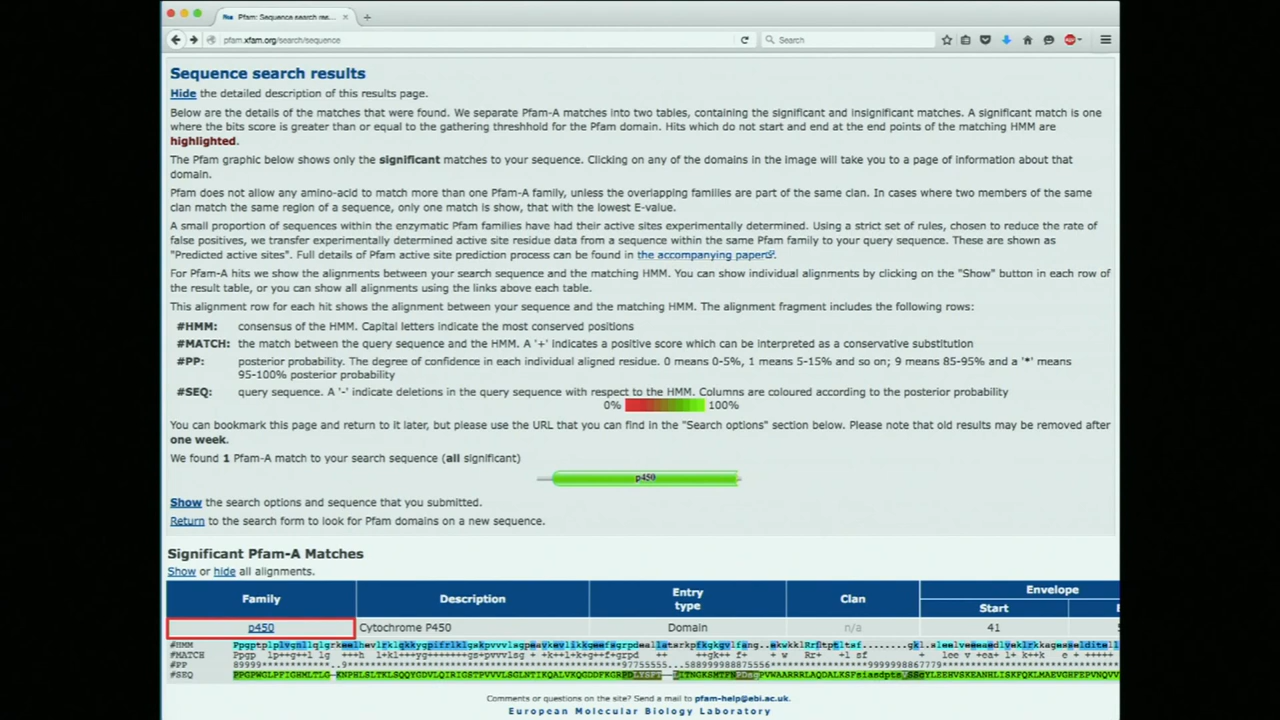 Pfam: Sequence search res...
pfam.xfam.org/search/sequence
Search
Sequence search results
Hide the detailed description of this results page.
Below are the details of the matches that were found. We separate Pfam-A matches into two tables, containing the significant and insignificant matches. A significant match is one
where the bits score is greater than or equal to the gathering threshhold for the Pfam domain. Hits which do not start and end at the end points of the matching HMM are
highlighted.
The Pfam graphic below shows only the significant matches to your sequence. Clicking on any of the domains in the image will take you to a page of information about that
domain.
Pfam does not allow any amino-acid to match more than one Pfam-A family, unless the overlapping families are part of the same clan. In cases where two members of the same
clan match the same region of a sequence, only one match is show, that with the lowest E-value.
A small proportion of sequences within the enzymatic Pfam families have had their active sites experimentally determined. Using a strict set of rules, chosen to reduce the rate of
false positives, we transfer experimentally determined active site residue data from a sequence within the same Pfam family to your query sequence. These are shown as
"Predicted active sites". Full details of Pfam active site prediction process can be found in the accompanying paper.
For Pfam-A hits we show the alignments between your search sequence and the matching HMM. You can show individual alignments by clicking on the "Show" button in each row of
the result table, or you can show all alignments using the links above each table.
This alignment row for each hit shows the alignment between your sequence and the matching HMM. The alignment fragment includes the following rows:
#HMM: consensus of the HMM. Capital letters indicate the most conserved positions
#MATCH: the match between the query sequence and the HMM. A '+' indicates a positive score which can be interpreted as a conservative substitution
#PP: posterior probability. The degree of confidence in each individual aligned residue. 0 means 0-5%, 1 means 5-15% and so on; 9 means 85-95% and a '*' means
95-100% posterior probability
#SEQ: query sequence. A '-' indicate deletions in the query sequence with respect to the HMM. Columns are coloured according to the posterior probability
0% 100%
You can bookmark this page and return to it later, but please use the URL that you can find in the "Search options" section below. Please note that old results may be removed after
one week.
We found 1 Pfam-A match to your search sequence (all significant)
p450
Show the search options and sequence that you submitted.
Return to the search form to look for Pfam domains on a new sequence.
Significant Pfam-A Matches
Show or hide all alignments.
Family Description Entry type Clan Envelope
Start
p450 Cytochrome P450 Domain n/a 41
#HMM
#MATCH
#PP
#SEQ
Comments or questions on the site? Send a mail to pfam-help@ebi.ac.uk.
European Molecular Biology Laboratory